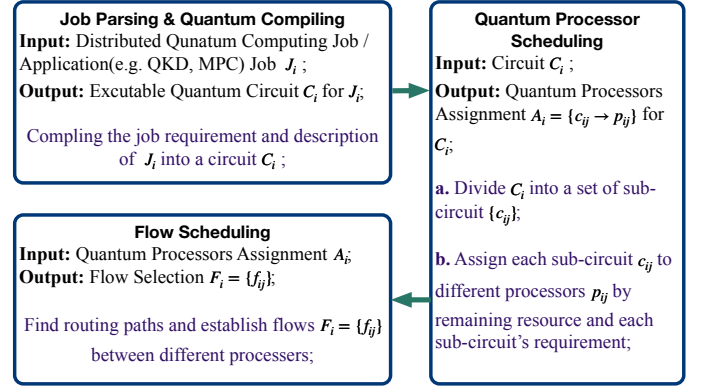 Job Parsing & Quantum Compiling
Input: Distributed Qunatum Computing Job /
Application(e.g. QKD, MPC) Job J_i ;
Output: Excutable Quantum Circuit C_i for J_i;
Compling the job requirement and description
of J_i into a circuit C_i ;
Quantum Processor
Scheduling
Input: Circuit C_i ;
Output: Quantum Processors
Assignment A_i = {c_ij → p_ij} for
C_i;
a. Divide C_i into a set of sub-
circuit {c_ij};
b. Assign each sub-circuit c_ij to
different processors p_ij by
remaining resource and each
sub-circuit's requirement;
Flow Scheduling
Input: Quantum Processors Assignment A_i;
Output: Flow Selection F_i = {f_ij};
Find routing paths and establish flows F_i = {f_ij}
between different processers;